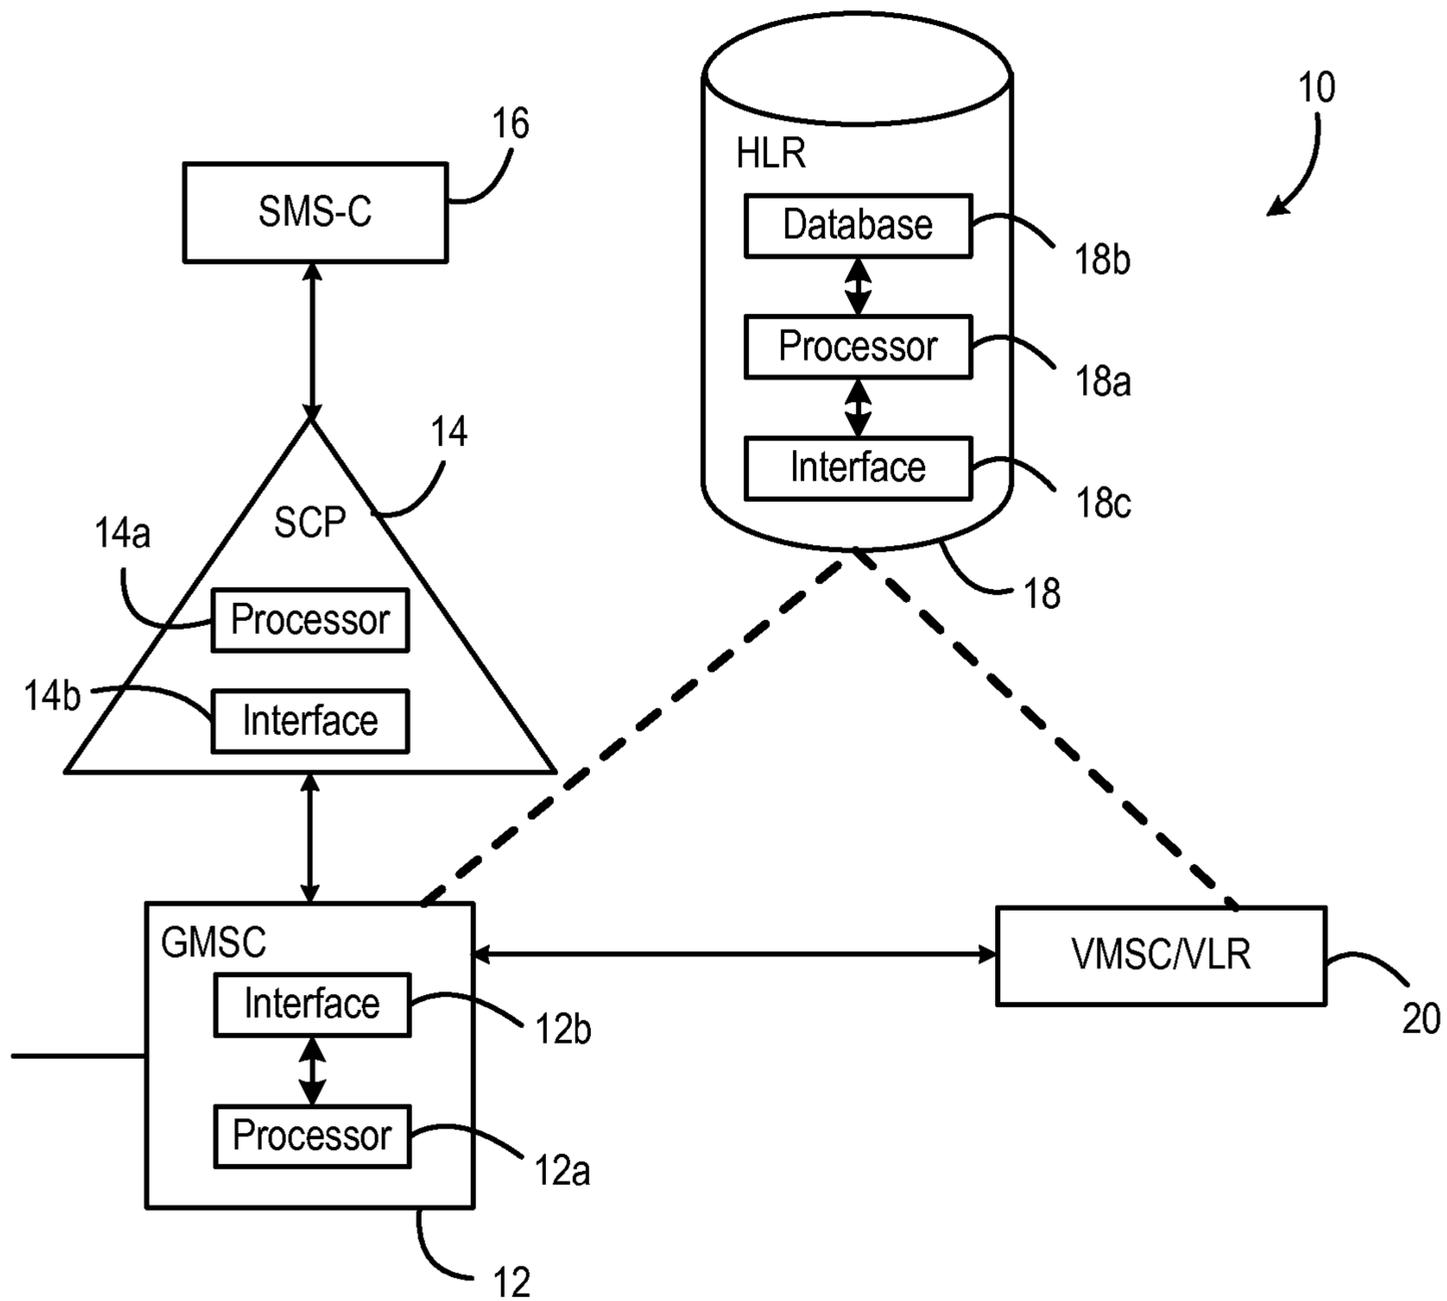 10
16
SMS-C
HLR
Database
18b
Processor
18a
Interface
18c
18
14
SCP
14a
Processor
14b
Interface
GMSC
Interface
12b
Processor
12a
12
VMSC/VLR
20